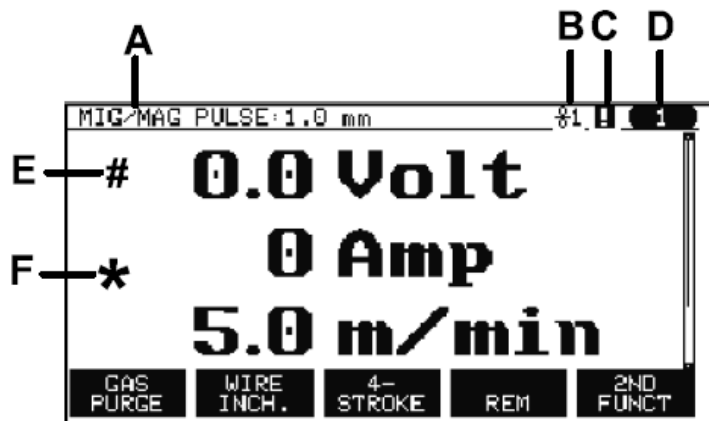 A B C D
MIG/MAG PULSE:1.0 mm 1 ! 1
E # 0.0 Volt
0 Amp
F *
5.0 m/min
GAS PURGE WIRE INCH. 4-STROKE REM 2ND FUNCT